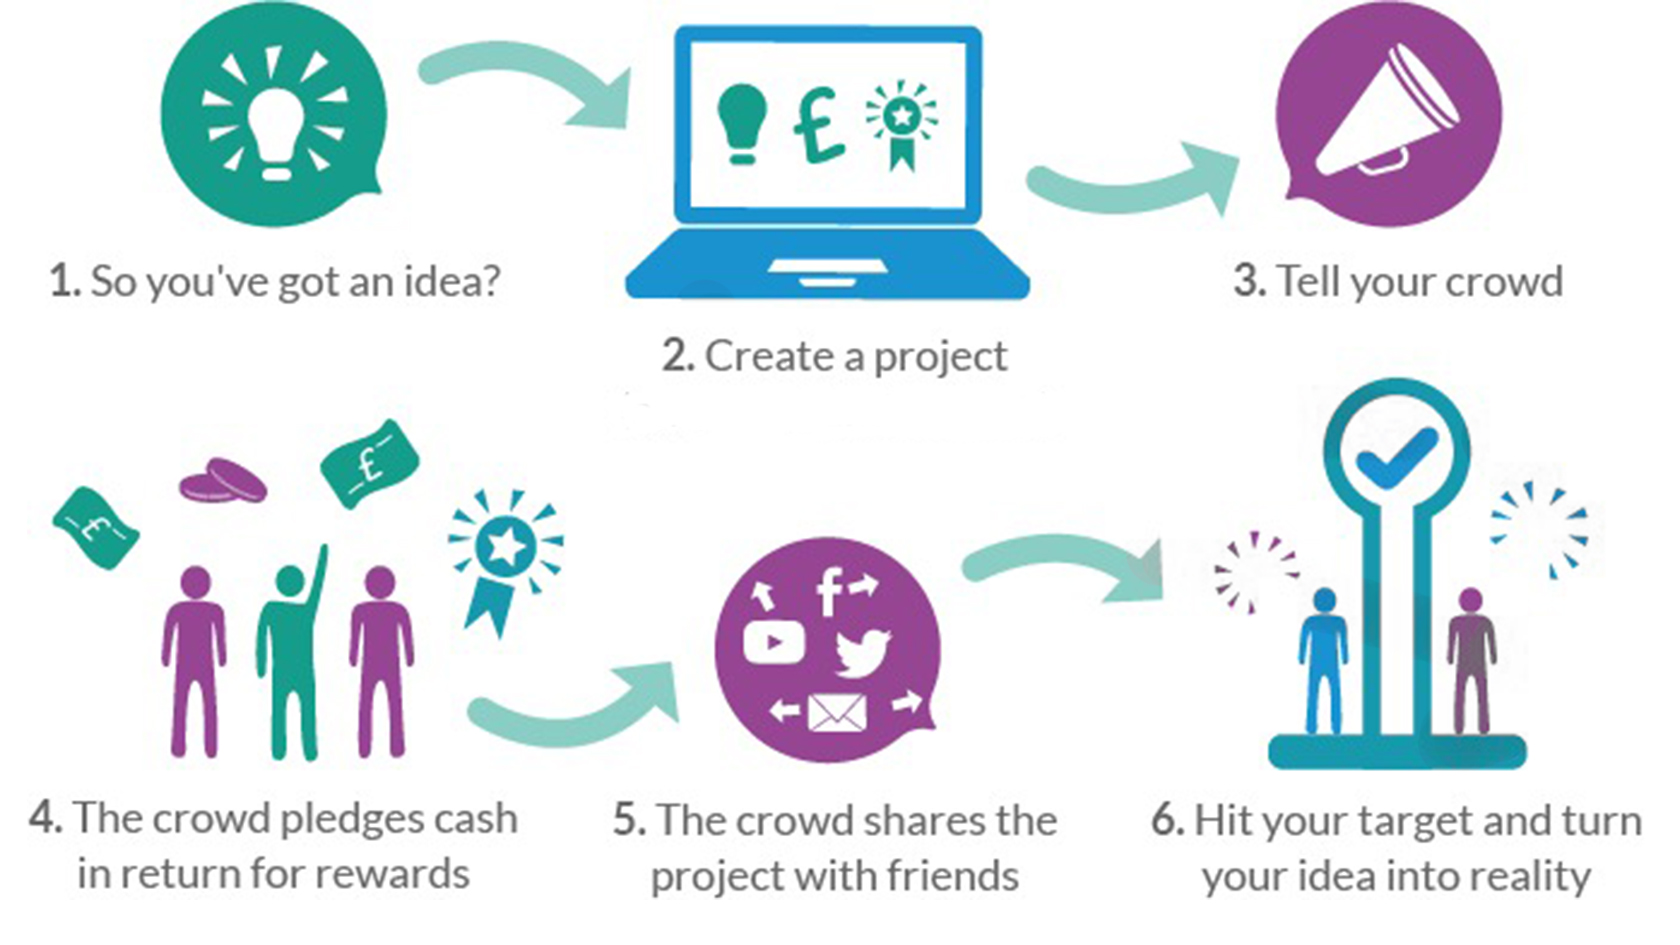 £
1. So you've got an idea?
2. Create a project
3. Tell your crowd
£
£
f
4. The crowd pledges cash
in return for rewards
5. The crowd shares the
project with friends
6. Hit your target and turn
your idea into reality